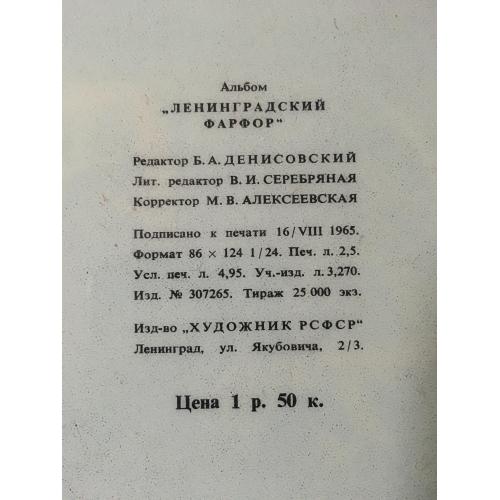 Альбом
„ЛЕНИНГРАДСКИЙ
ФАРФОР“
Редактор Б. А. ДЕНИСОВСКИЙ
Лит. редактор В. И. СЕРЕБРЯНАЯ
Корректор М. В. АЛЕКСЕЕВСКАЯ
Подписано к печати 16/VIII 1965.
Формат 86 × 124 1/24. Печ. л. 2,5.
Усл. печ. л. 4,95. Уч.-изд. л. 3,270.
Изд. № 307265. Тираж 25 000 экз.
Изд-во „ХУДОЖНИК РСФСР“
Ленинград, ул. Якубовича, 2/3.
Цена 1 р. 50 к.